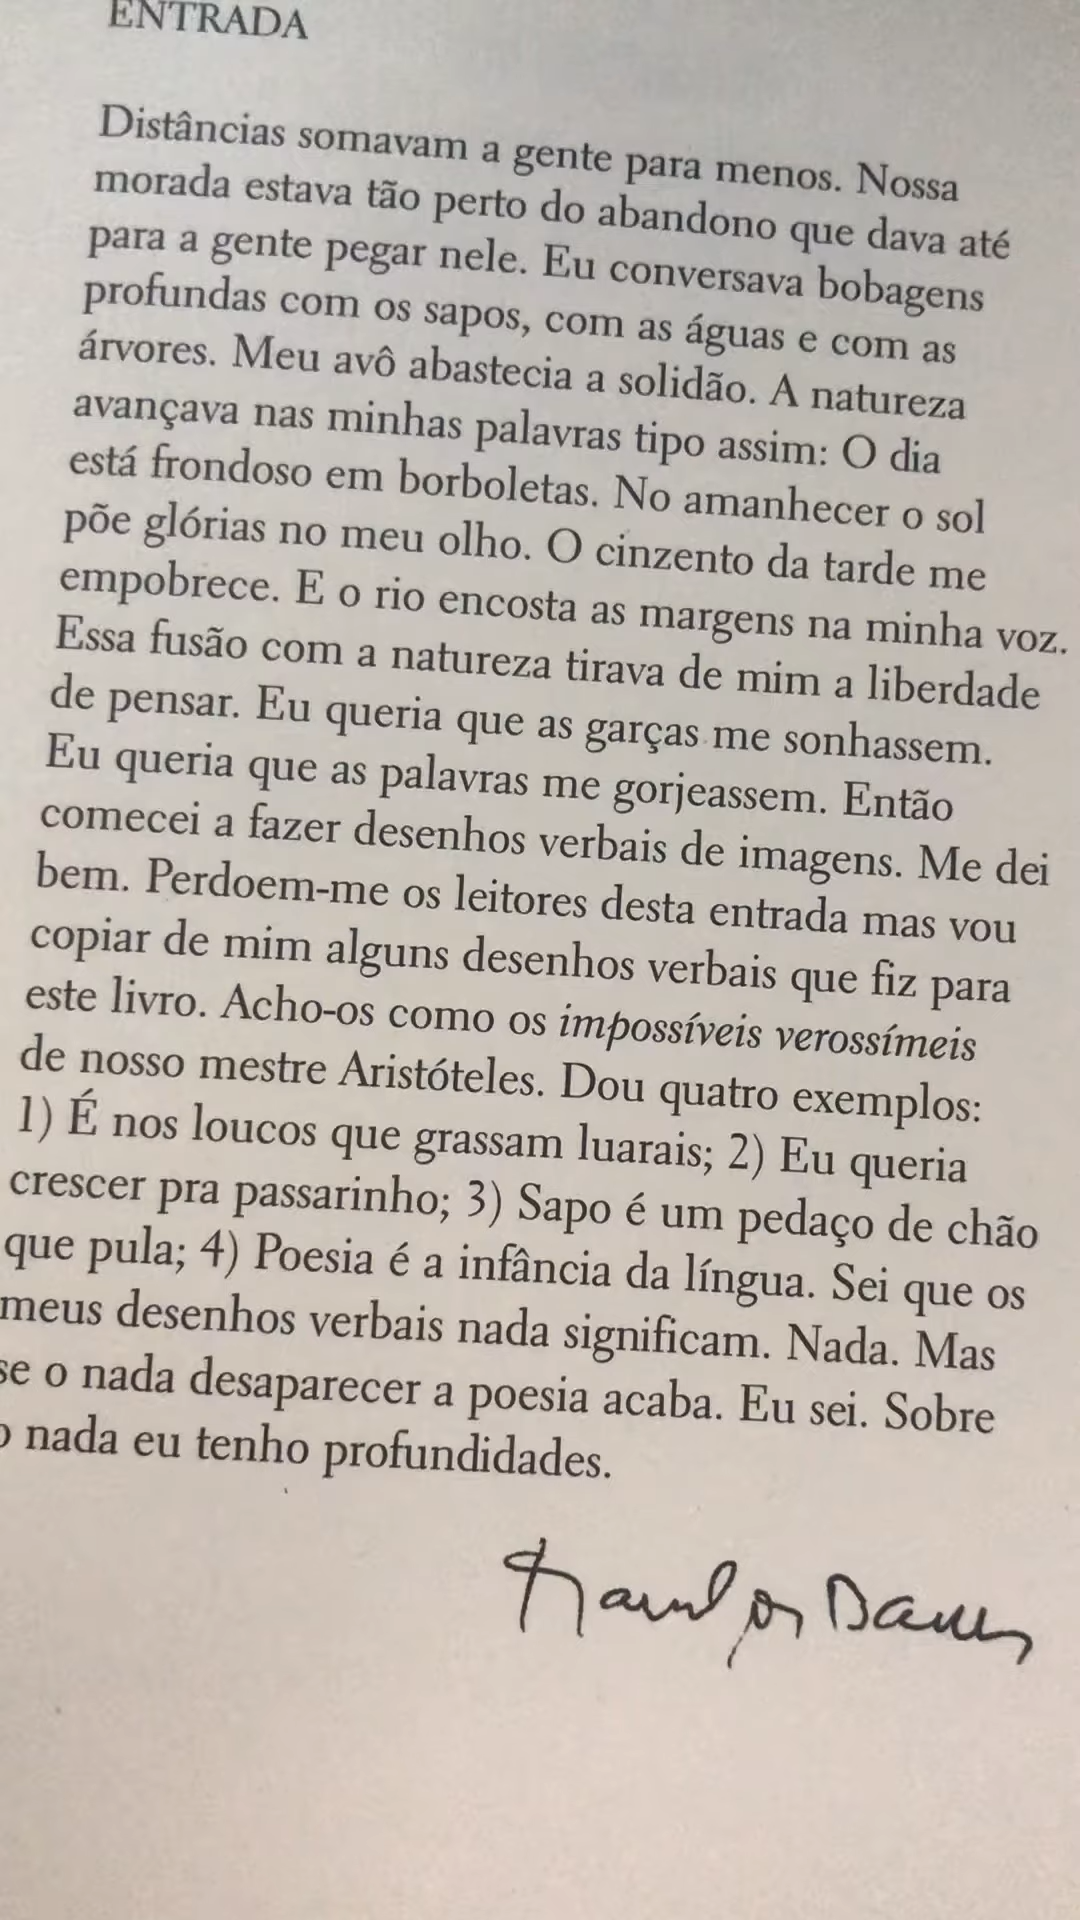 ENTRADA
Distâncias somavam a gente para menos. Nossa
morada estava tão perto do abandono que dava até
para a gente pegar nele. Eu conversava bobagens
profundas com os sapos, com as águas e com as
árvores. Meu avô abastecia a solidão. A natureza
avançava nas minhas palavras tipo assim: O dia
está frondoso em borboletas. No amanhecer o sol
põe glórias no meu olho. O cinzento da tarde me
empobrece. E o rio encosta as margens na minha voz.
Essa fusão com a natureza tirava de mim a liberdade
de pensar. Eu queria que as garças me sonhassem.
Eu queria que as palavras me gorjeassem. Então
comecei a fazer desenhos verbais de imagens. Me dei
bem. Perdoem-me os leitores desta entrada mas vou
copiar de mim alguns desenhos verbais que fiz para
este livro. Acho-os como os impossíveis verossímeis
de nosso mestre Aristóteles. Dou quatro exemplos:
1) É nos loucos que grassam luarais; 2) Eu queria
crescer pra passarinho; 3) Sapo é um pedaço de chão
que pula; 4) Poesia é a infância da língua. Sei que os
meus desenhos verbais nada significam. Nada. Mas
se o nada desaparecer a poesia acaba. Eu sei. Sobre
o nada eu tenho profundidades.